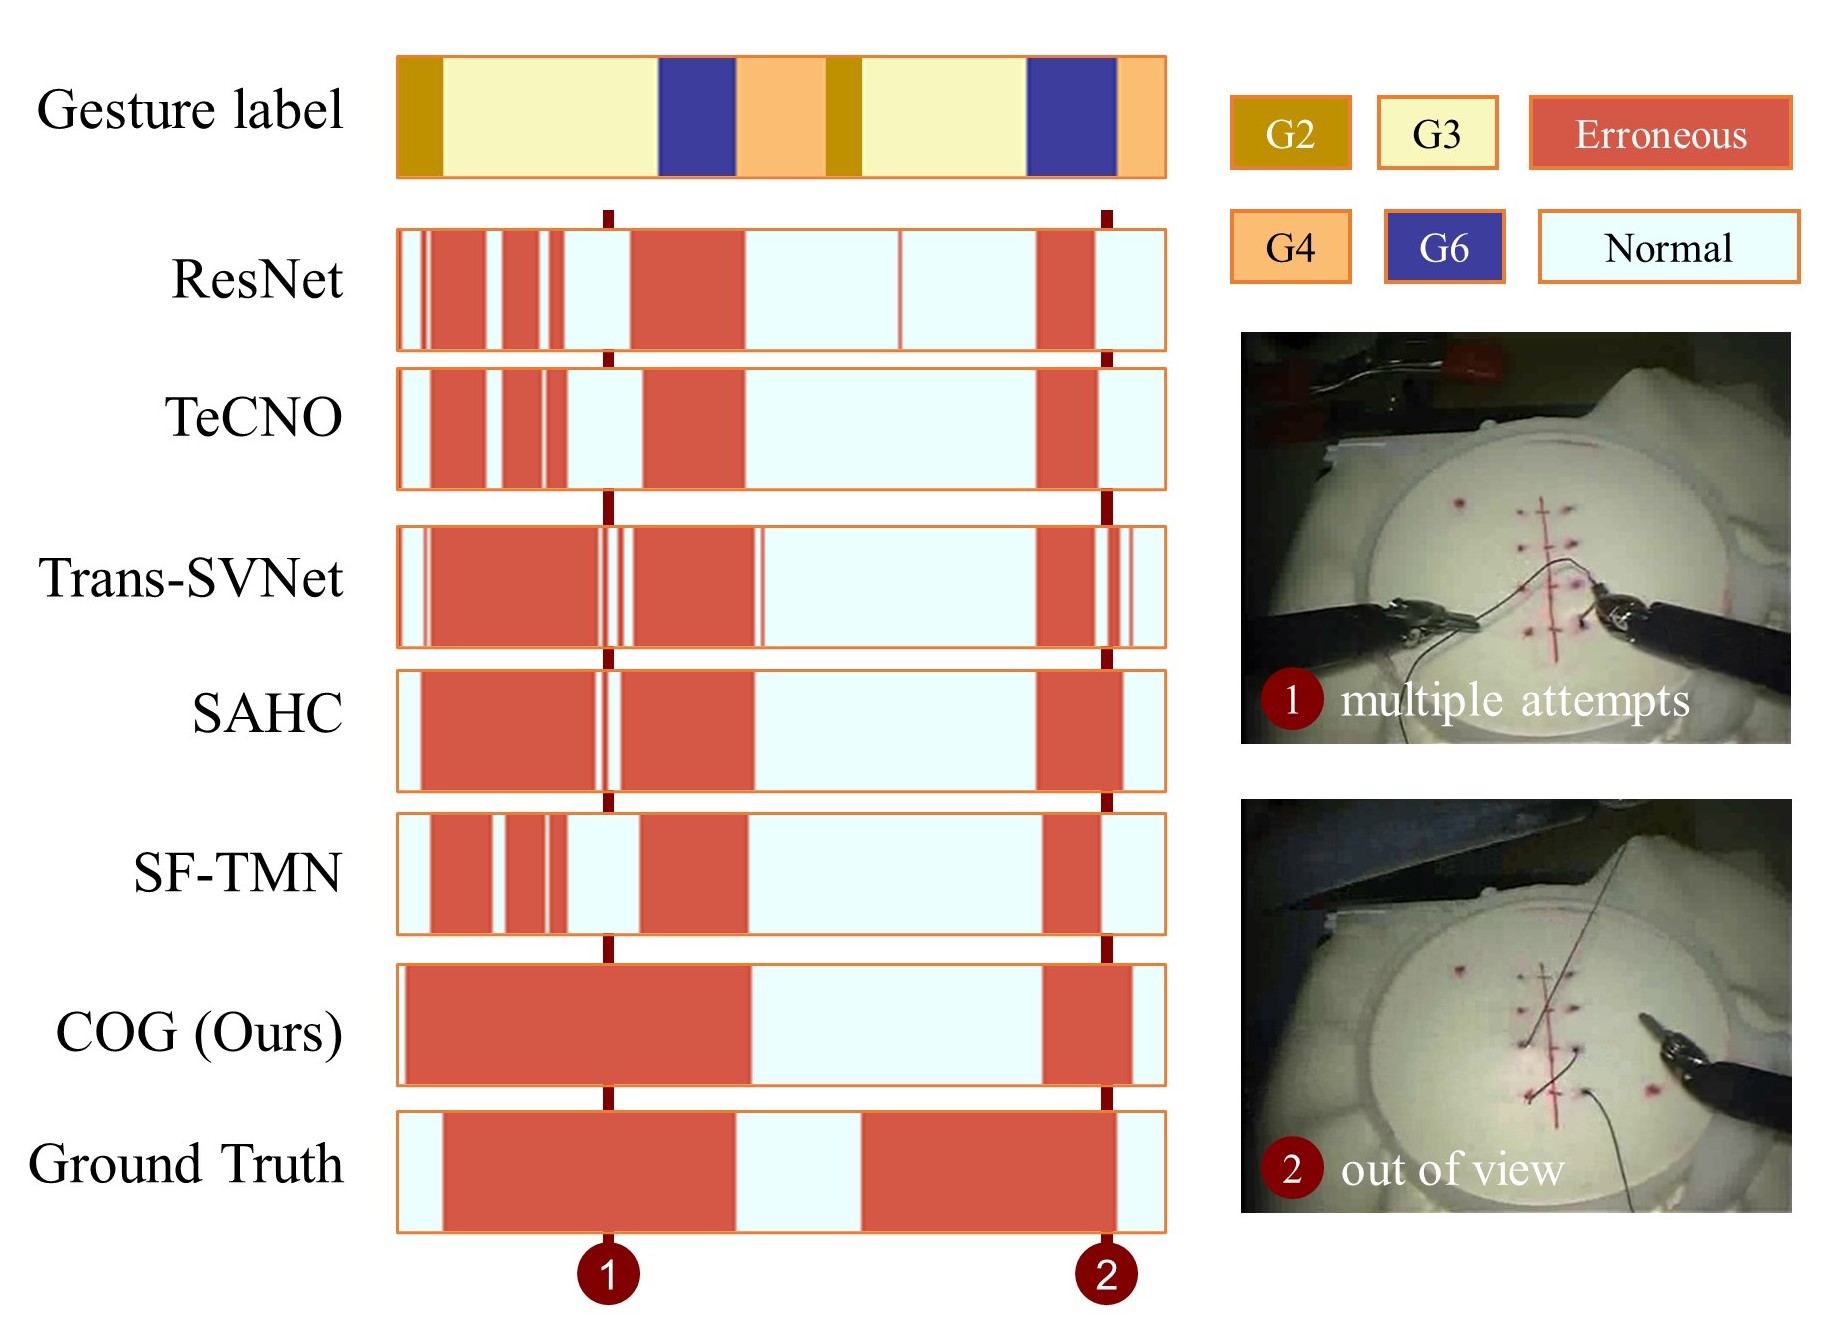 Gesture label
ResNet
TeCNO
Trans-SVNet
SAHC
SF-TMN
COG (Ours)
Ground Truth
1
2
G2
G3
Erroneous
G4
G6
Normal
1 multiple attempts
2 out of view